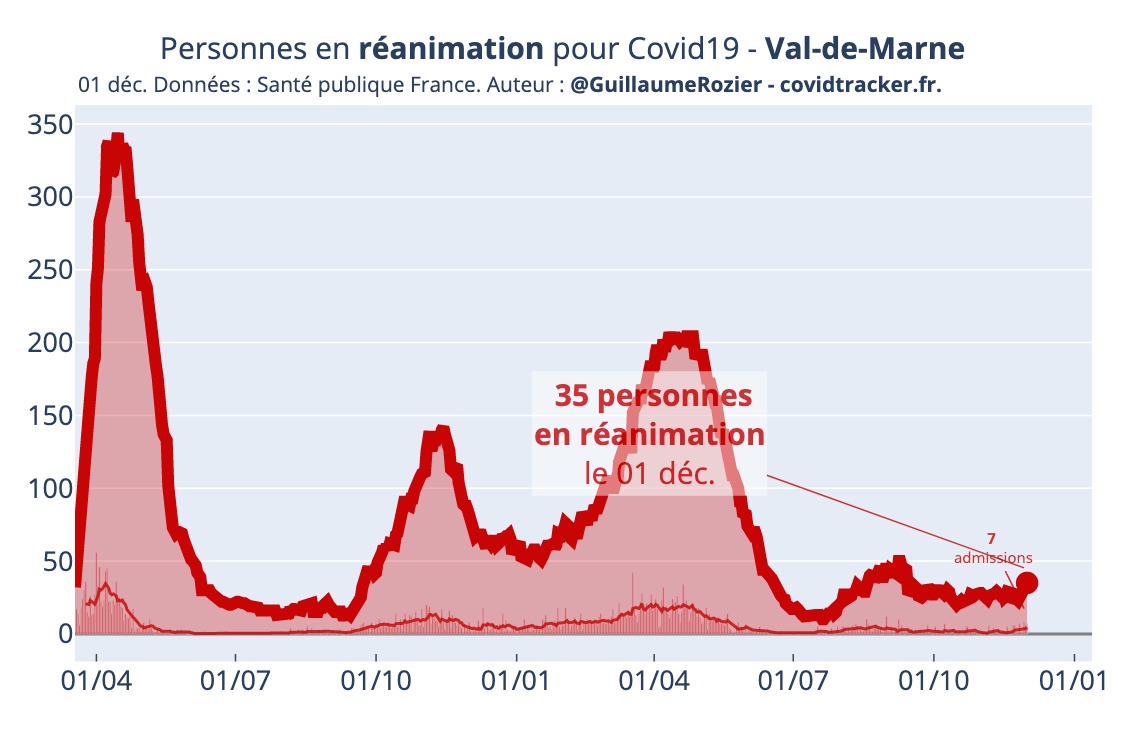 Personnes en réanimation pour Covid19 - Val-de-Marne
01 déc. Données : Santé publique France. Auteur : @GuillaumeRozier - covidtracker.fr.
350
300
250
200
150
100
50
0
35 personnes
en réanimation
le 01 déc.
7
admissions
01/04
01/07
01/10
01/01
01/04
01/07
01/10
01/01